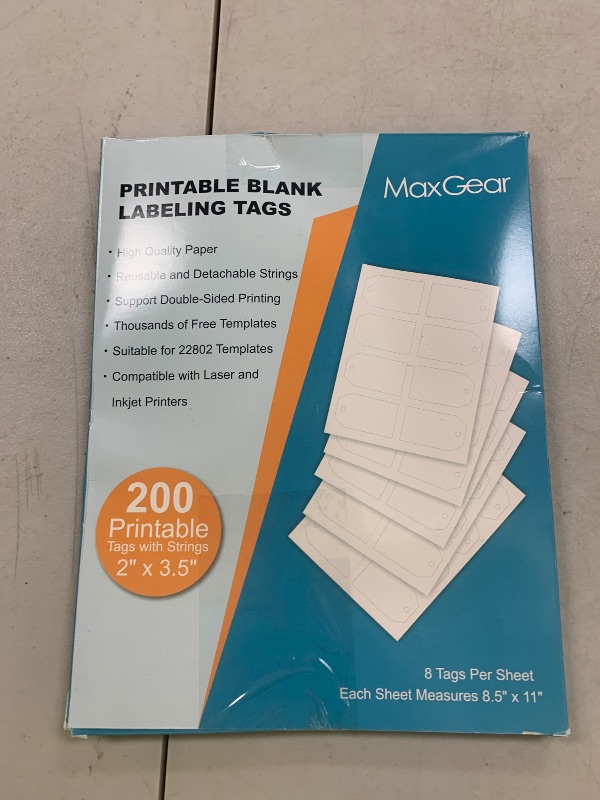 PRINTABLE BLANK
LABELING TAGS
MaxGear
• High Quality Paper
• Reusable and Detachable Strings
• Support Double-Sided Printing
• Thousands of Free Templates
• Suitable for 22802 Templates
• Compatible with Laser and
Inkjet Printers
200
Printable
Tags with Strings
2" x 3.5"
8 Tags Per Sheet
Each Sheet Measures 8.5" x 11"